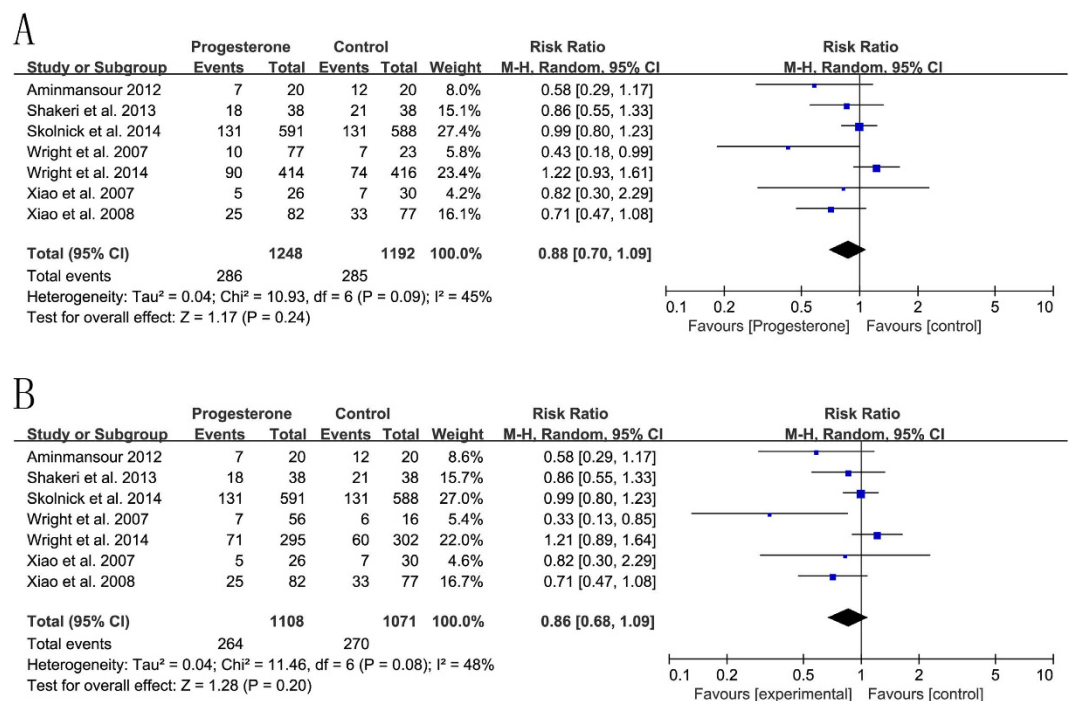 A
Progesterone Control Risk Ratio Risk Ratio
Study or Subgroup Events Total Events Total Weight M-H, Random, 95% CI M-H, Random, 95% CI
Aminmansour 2012 7 20 12 20 8.0% 0.58 [0.29, 1.17]
Shakeri et al. 2013 18 38 21 38 15.1% 0.86 [0.55, 1.33]
Skolnick et al. 2014 131 591 131 588 27.4% 0.99 [0.80, 1.23]
Wright et al. 2007 10 77 7 23 5.8% 0.43 [0.18, 0.99]
Wright et al. 2014 90 414 74 416 23.4% 1.22 [0.93, 1.61]
Xiao et al. 2007 5 26 7 30 4.2% 0.82 [0.30, 2.29]
Xiao et al. 2008 25 82 33 77 16.1% 0.71 [0.47, 1.08]
Total (95% CI) 1248 1192 100.0% 0.88 [0.70, 1.09]
Total events 286 285
Heterogeneity: Tau² = 0.04; Chi² = 10.93, df = 6 (P = 0.09); I² = 45%
Test for overall effect: Z = 1.17 (P = 0.24)
0.1 0.2 0.5 1 2 5 10
Favours [Progesterone] Favours [control]
B
Progesterone Control Risk Ratio Risk Ratio
Study or Subgroup Events Total Events Total Weight M-H, Random, 95% CI M-H, Random, 95% CI
Aminmansour 2012 7 20 12 20 8.6% 0.58 [0.29, 1.17]
Shakeri et al. 2013 18 38 21 38 15.7% 0.86 [0.55, 1.33]
Skolnick et al. 2014 131 591 131 588 27.0% 0.99 [0.80, 1.23]
Wright et al. 2007 7 56 6 16 5.4% 0.33 [0.13, 0.85]
Wright et al. 2014 71 295 60 302 22.0% 1.21 [0.89, 1.64]
Xiao et al. 2007 5 26 7 30 4.6% 0.82 [0.30, 2.29]
Xiao et al. 2008 25 82 33 77 16.7% 0.71 [0.47, 1.08]
Total (95% CI) 1108 1071 100.0% 0.86 [0.68, 1.09]
Total events 264 270
Heterogeneity: Tau² = 0.04; Chi² = 11.46, df = 6 (P = 0.08); I² = 48%
Test for overall effect: Z = 1.28 (P = 0.20)
0.1 0.2 0.5 1 2 5 10
Favours [experimental] Favours [control]